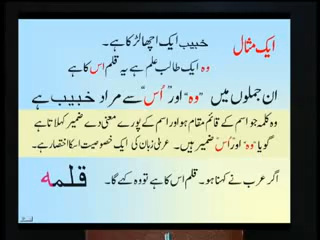 ایک مثال خبیب ایک اچھا لڑکا ہے۔
وہ ایک طالب علم ہے یہ قلم اس کا ہے
ان جملوں میں "وہ" اور "اُس" سے مراد خبیب ہے
وہ کلمہ جو اسم کے قائم مقام ہو اور اسم کے پورے معنی دے ضمیر کہلاتا ہے
گویا "وہ" اور "اُس" ضمیر ہیں۔ عربی زبان کی ایک خصوصیت اسکا اختصار ہے۔
اگر عرب نے کہنا ہو۔ قلم اس کا ہے تو وہ کہے گا۔ قلمه